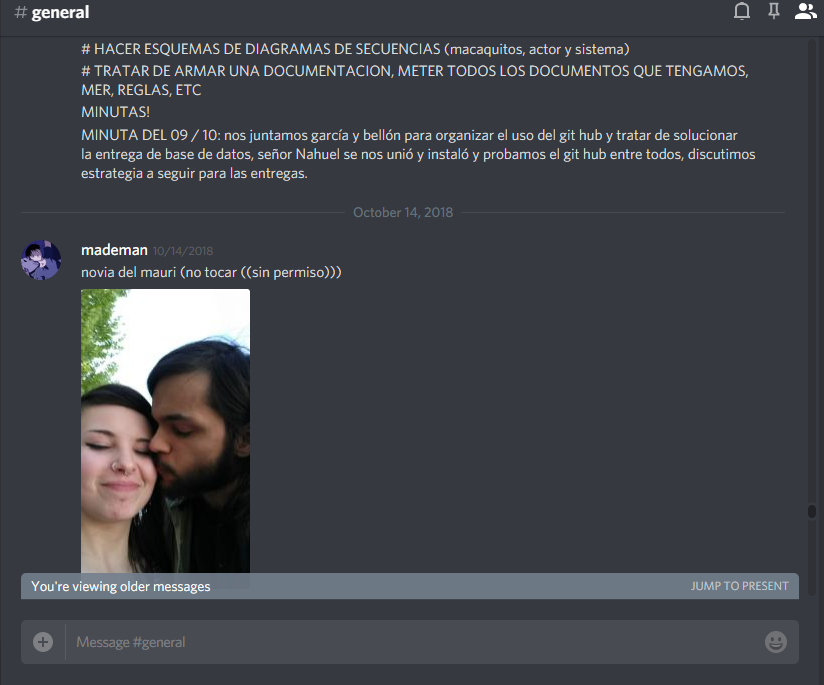 # general
# HACER ESQUEMAS DE DIAGRAMAS DE SECUENCIAS (macaquitos, actor y sistema)
# TRATAR DE ARMAR UNA DOCUMENTACION, METER TODOS LOS DOCUMENTOS QUE TENGAMOS,
MER, REGLAS, ETC
MINUTAS!
MINUTA DEL 09 / 10: nos juntamos garcía y bellón para organizar el uso del git hub y tratar de solucionar
la entrega de base de datos, señor Nahuel se nos unió y instaló y probamos el git hub entre todos, discutimos
estrategia a seguir para las entregas.
October 14, 2018
mademan 10/14/2018
novia del mauri (no tocar ((sin permiso)))
You're viewing older messages JUMP TO PRESENT
Message #general